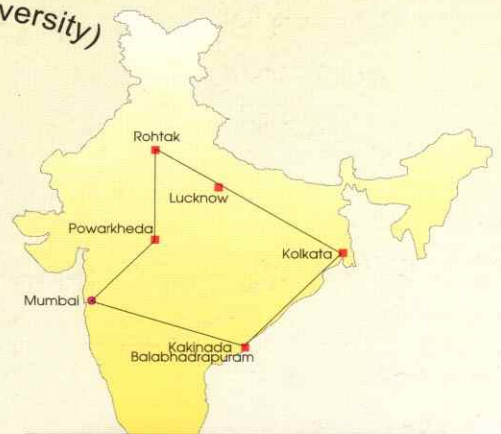 versity)
Rohtak
Lucknow
Powarkheda
Kolkata
Mumbai
Kakinada
Balabhadrapuram